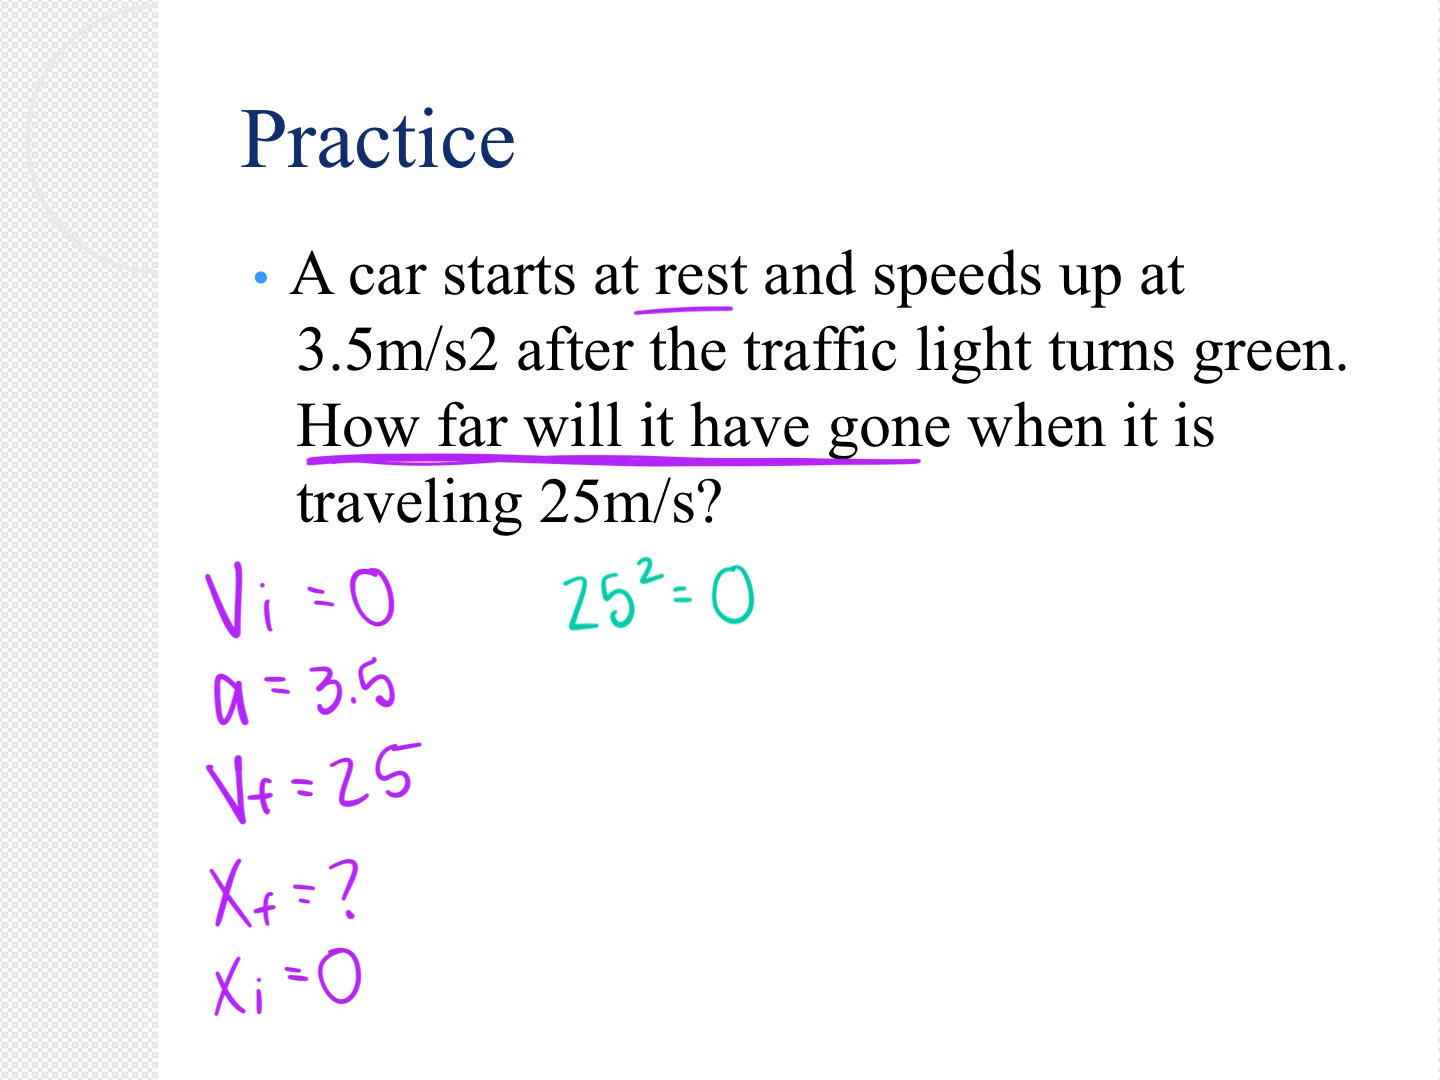 Practice
• A car starts at rest and speeds up at
3.5m/s2 after the traffic light turns green.
How far will it have gone when it is
traveling 25m/s?
Vi = 0
25² = 0
a = 3.5
Vf = 25
Xf = ?
Xi = 0